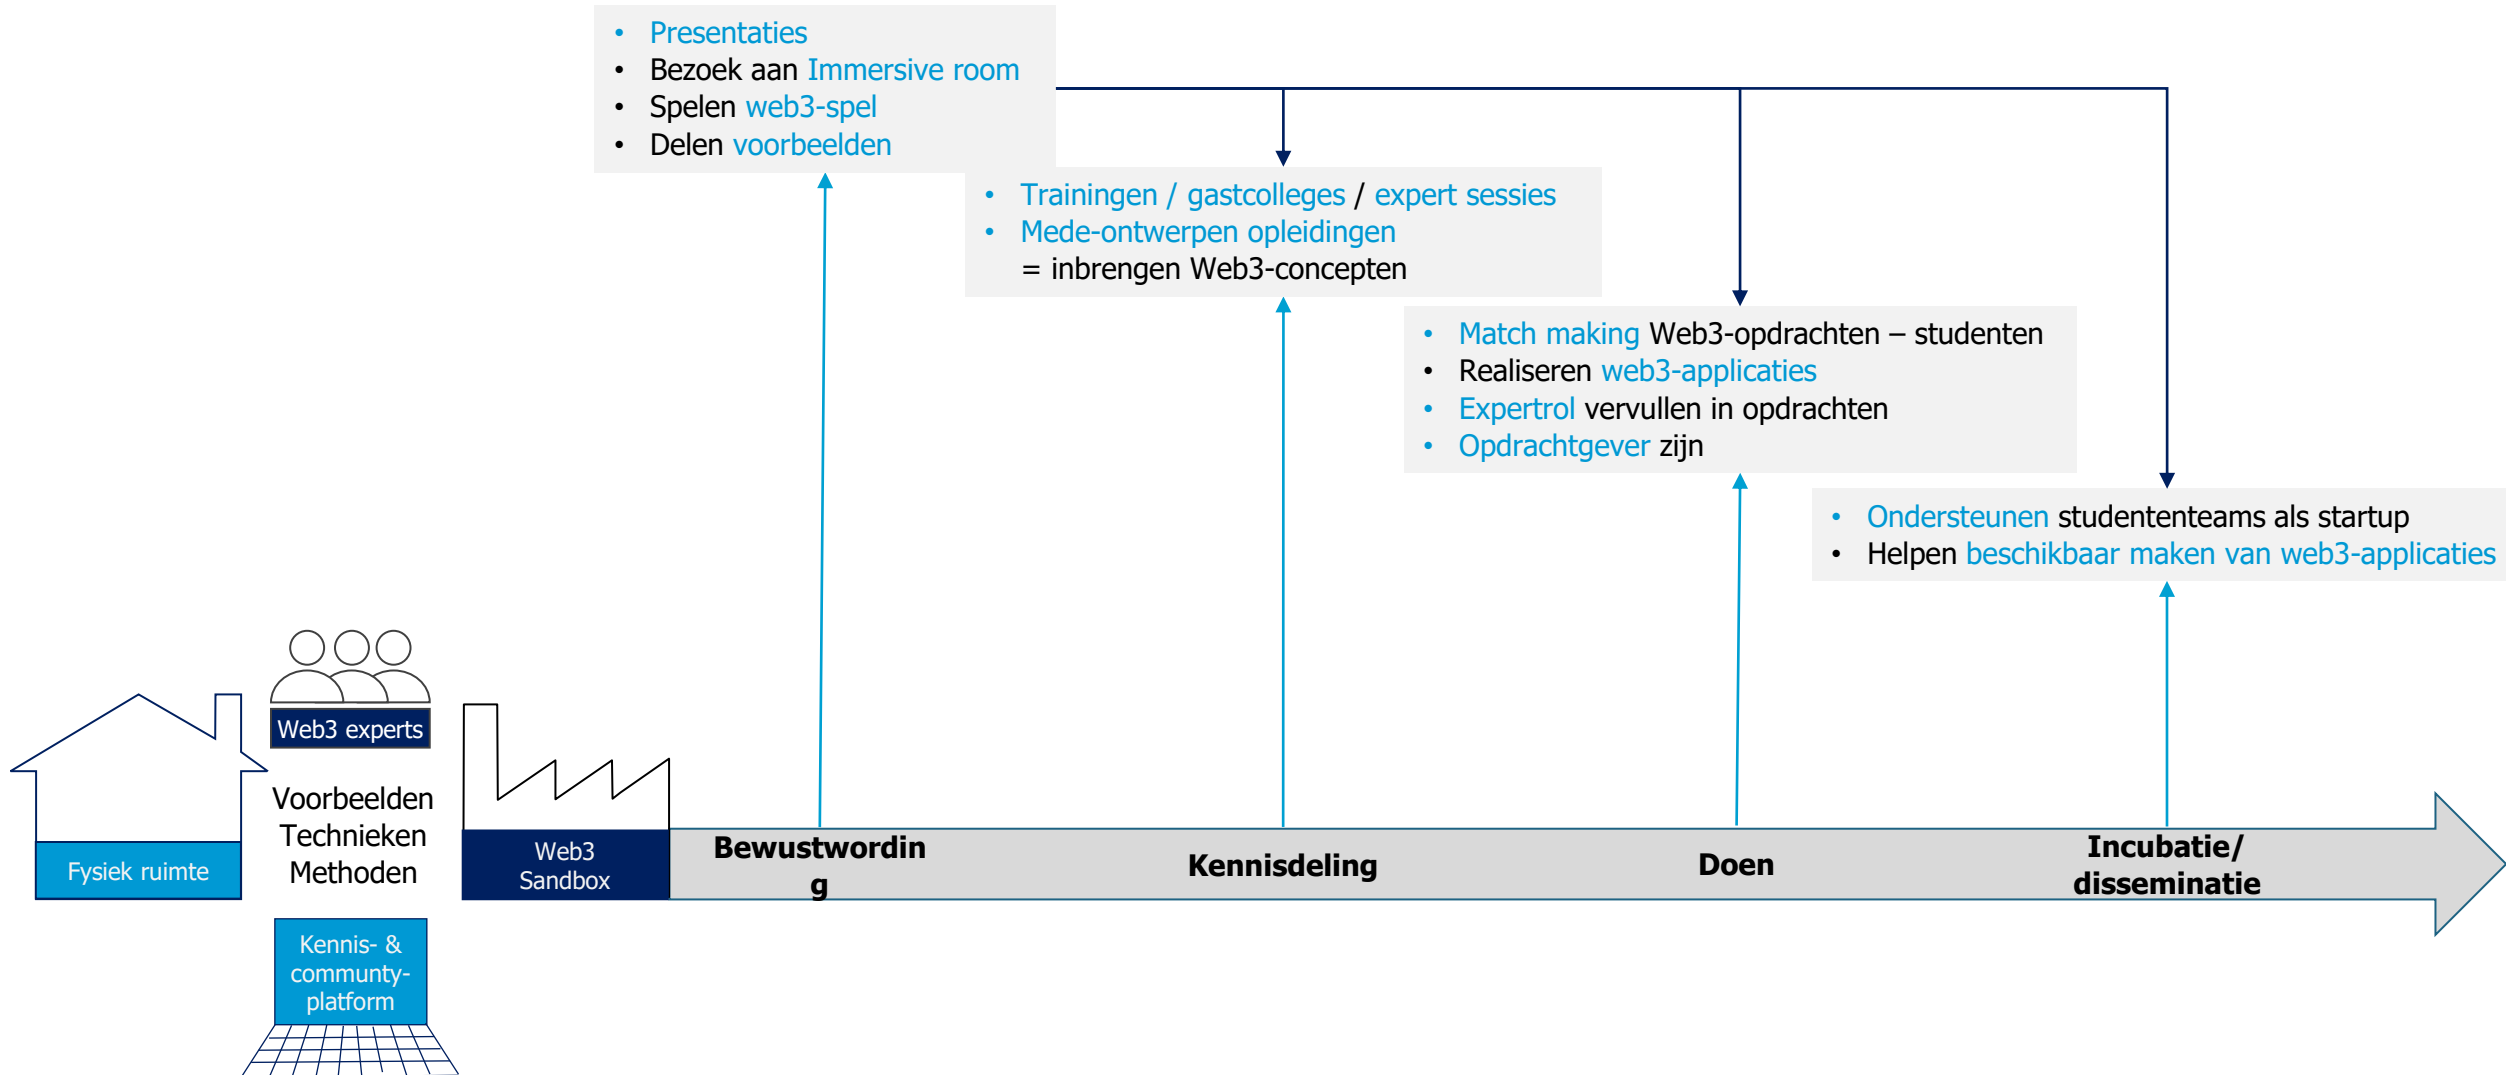 • Presentaties
• Bezoek aan Immersive room
• Spelen web3-spel
• Delen voorbeelden
• Trainingen / gastcolleges / expert sessies
• Mede-ontwerpen opleidingen
= inbrengen Web3-concepten
• Match making Web3-opdrachten – studenten
• Realiseren web3-applicaties
• Expertrol vervullen in opdrachten
• Opdrachtgever zijn
• Ondersteunen studententeams als startup
• Helpen beschikbaar maken van web3-applicaties
Web3 experts
Voorbeelden
Technieken
Methoden
Fysiek ruimte
Kennis- &
communty-
platform
Web3
Sandbox
Bewustwordin
g
Kennisdeling
Doen
Incubatie/
disseminatie